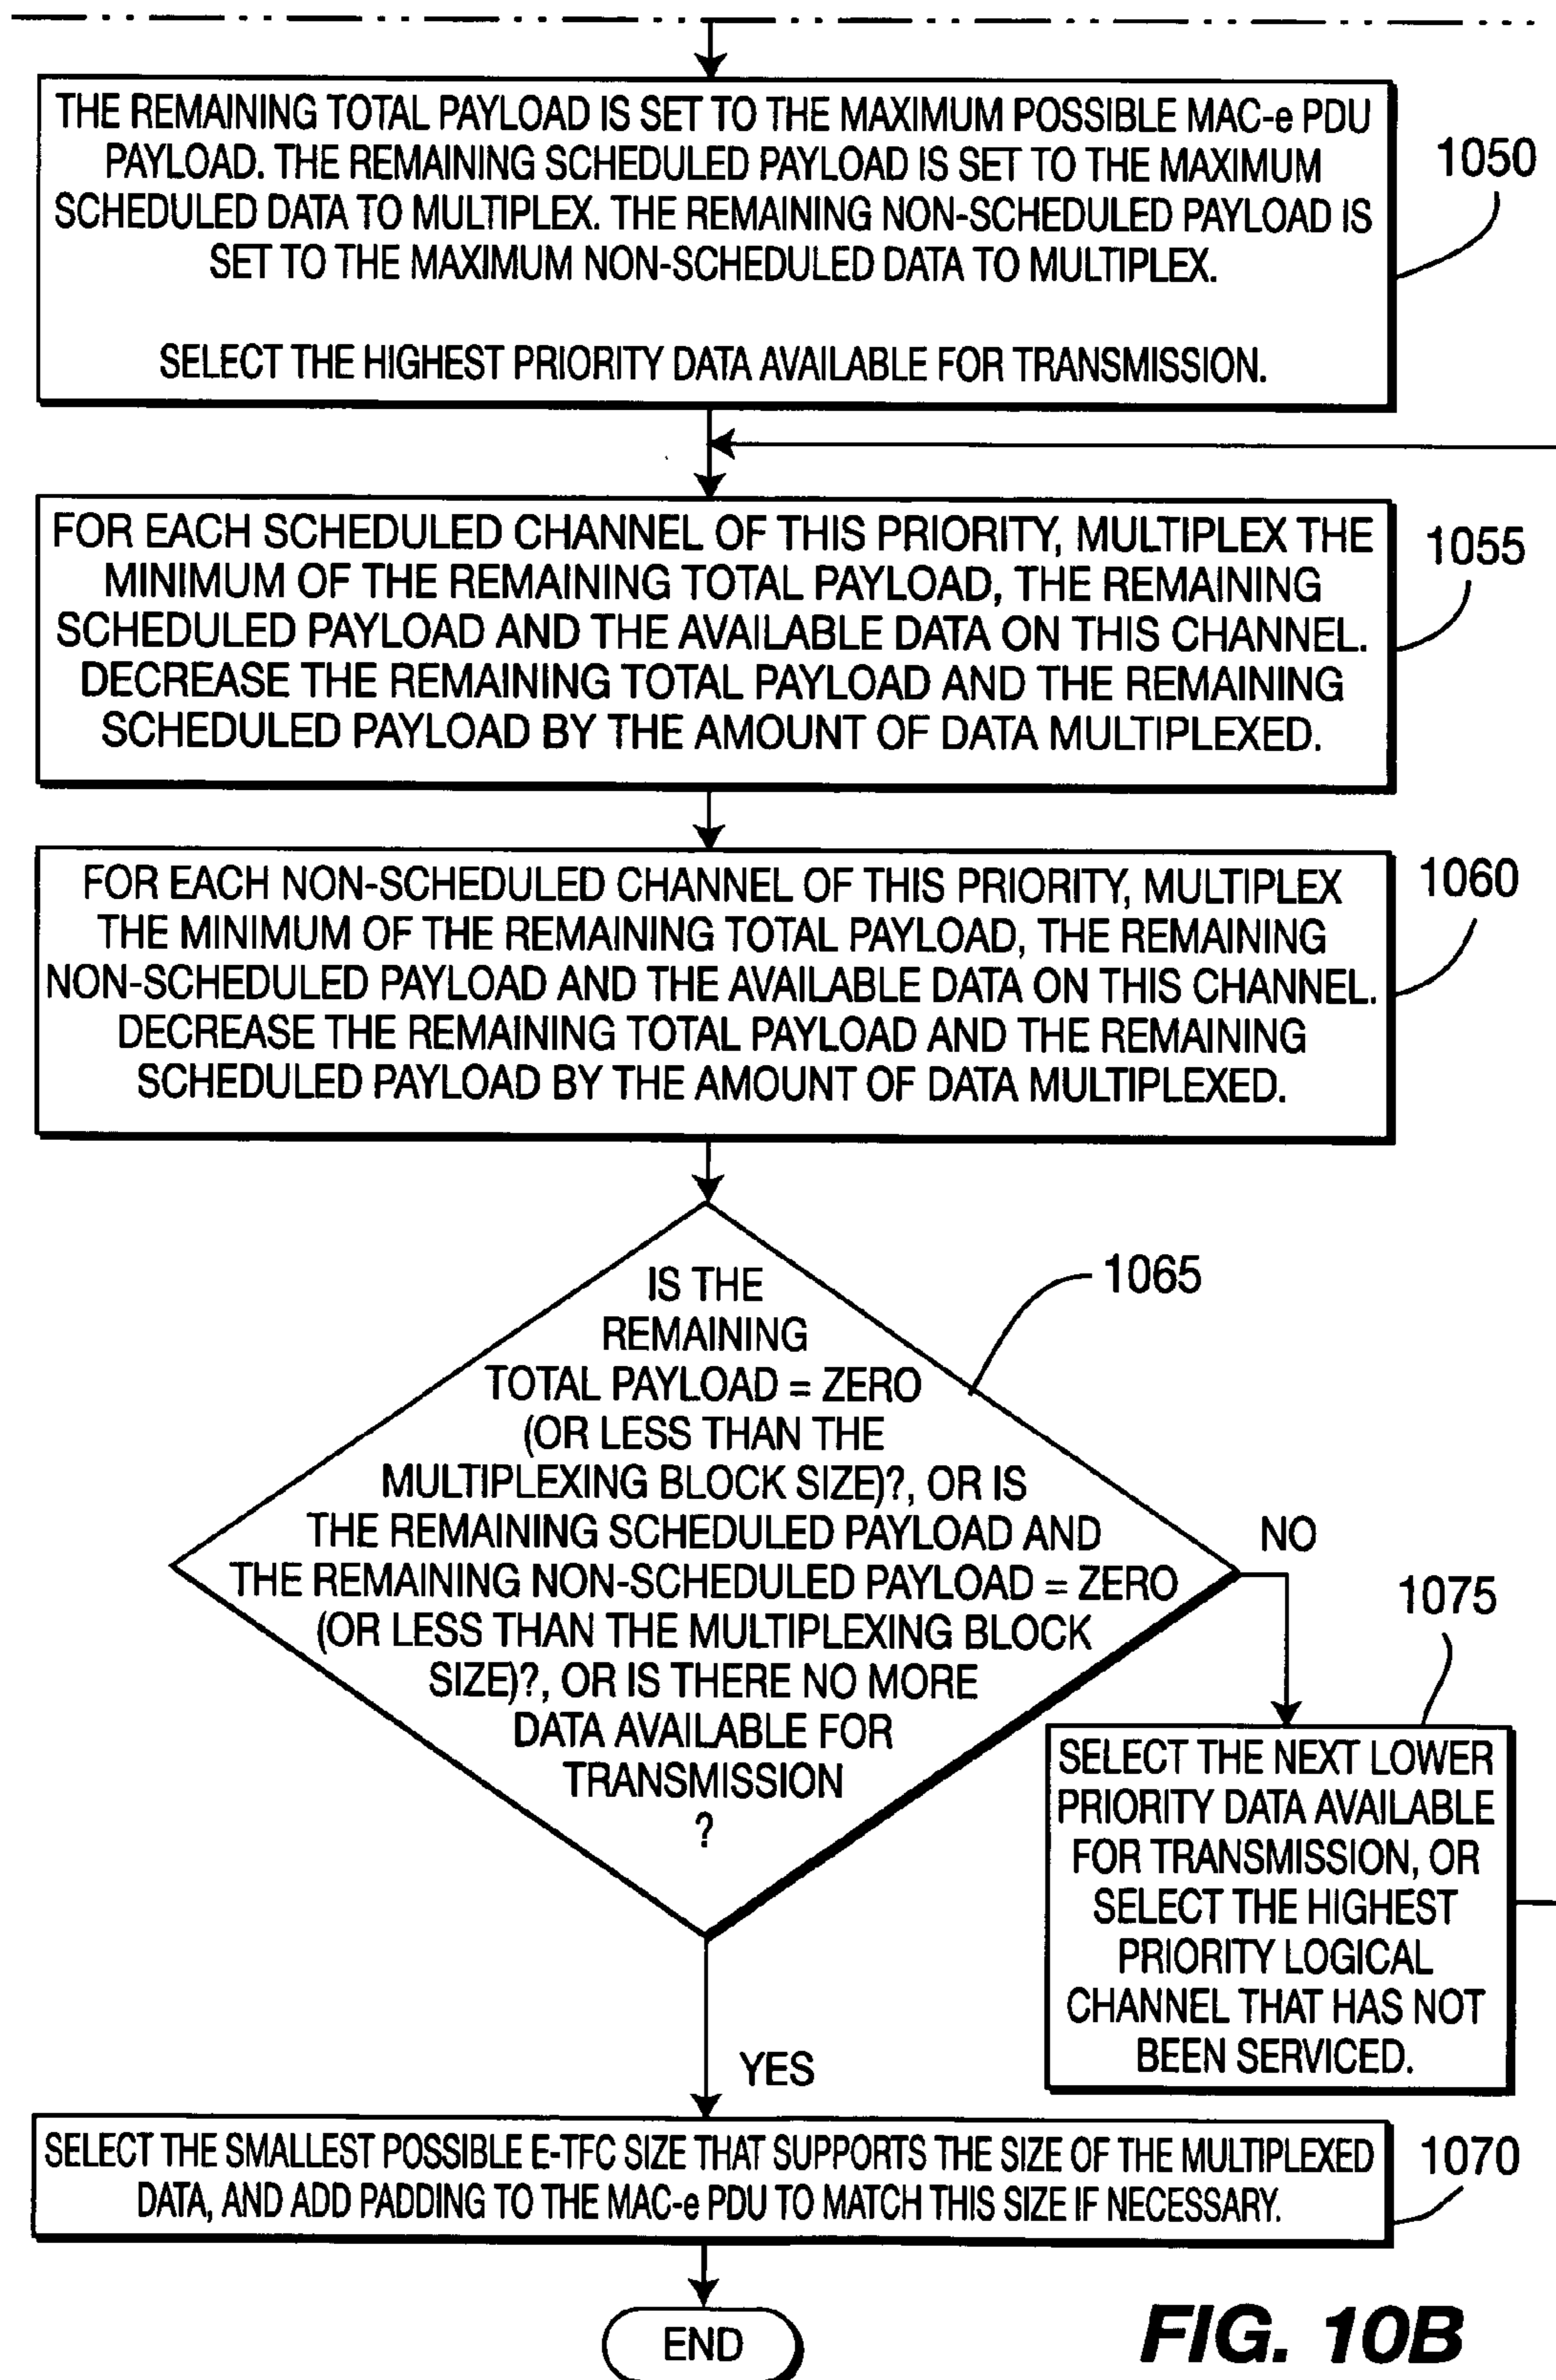 THE REMAINING TOTAL PAYLOAD IS SET TO THE MAXIMUM POSSIBLE MAC-e PDU
PAYLOAD. THE REMAINING SCHEDULED PAYLOAD IS SET TO THE MAXIMUM
SCHEDULED DATA TO MULTIPLEX. THE REMAINING NON-SCHEDULED PAYLOAD IS
SET TO THE MAXIMUM NON-SCHEDULED DATA TO MULTIPLEX.
SELECT THE HIGHEST PRIORITY DATA AVAILABLE FOR TRANSMISSION.
1050
FOR EACH SCHEDULED CHANNEL OF THIS PRIORITY, MULTIPLEX THE
MINIMUM OF THE REMAINING TOTAL PAYLOAD, THE REMAINING
SCHEDULED PAYLOAD AND THE AVAILABLE DATA ON THIS CHANNEL.
DECREASE THE REMAINING TOTAL PAYLOAD AND THE REMAINING
SCHEDULED PAYLOAD BY THE AMOUNT OF DATA MULTIPLEXED.
1055
FOR EACH NON-SCHEDULED CHANNEL OF THIS PRIORITY, MULTIPLEX
THE MINIMUM OF THE REMAINING TOTAL PAYLOAD, THE REMAINING
NON-SCHEDULED PAYLOAD AND THE AVAILABLE DATA ON THIS CHANNEL.
DECREASE THE REMAINING TOTAL PAYLOAD AND THE REMAINING
SCHEDULED PAYLOAD BY THE AMOUNT OF DATA MULTIPLEXED.
1060
IS THE
REMAINING
TOTAL PAYLOAD = ZERO
(OR LESS THAN THE
MULTIPLEXING BLOCK SIZE)?, OR IS
THE REMAINING SCHEDULED PAYLOAD AND
THE REMAINING NON-SCHEDULED PAYLOAD = ZERO
(OR LESS THAN THE MULTIPLEXING BLOCK
SIZE)?, OR IS THERE NO MORE
DATA AVAILABLE FOR
TRANSMISSION
?
1065
NO
1075
SELECT THE NEXT LOWER
PRIORITY DATA AVAILABLE
FOR TRANSMISSION, OR
SELECT THE HIGHEST
PRIORITY LOGICAL
CHANNEL THAT HAS NOT
BEEN SERVICED.
YES
SELECT THE SMALLEST POSSIBLE E-TFC SIZE THAT SUPPORTS THE SIZE OF THE MULTIPLEXED
DATA, AND ADD PADDING TO THE MAC-e PDU TO MATCH THIS SIZE IF NECESSARY.
1070
END
FIG. 10B